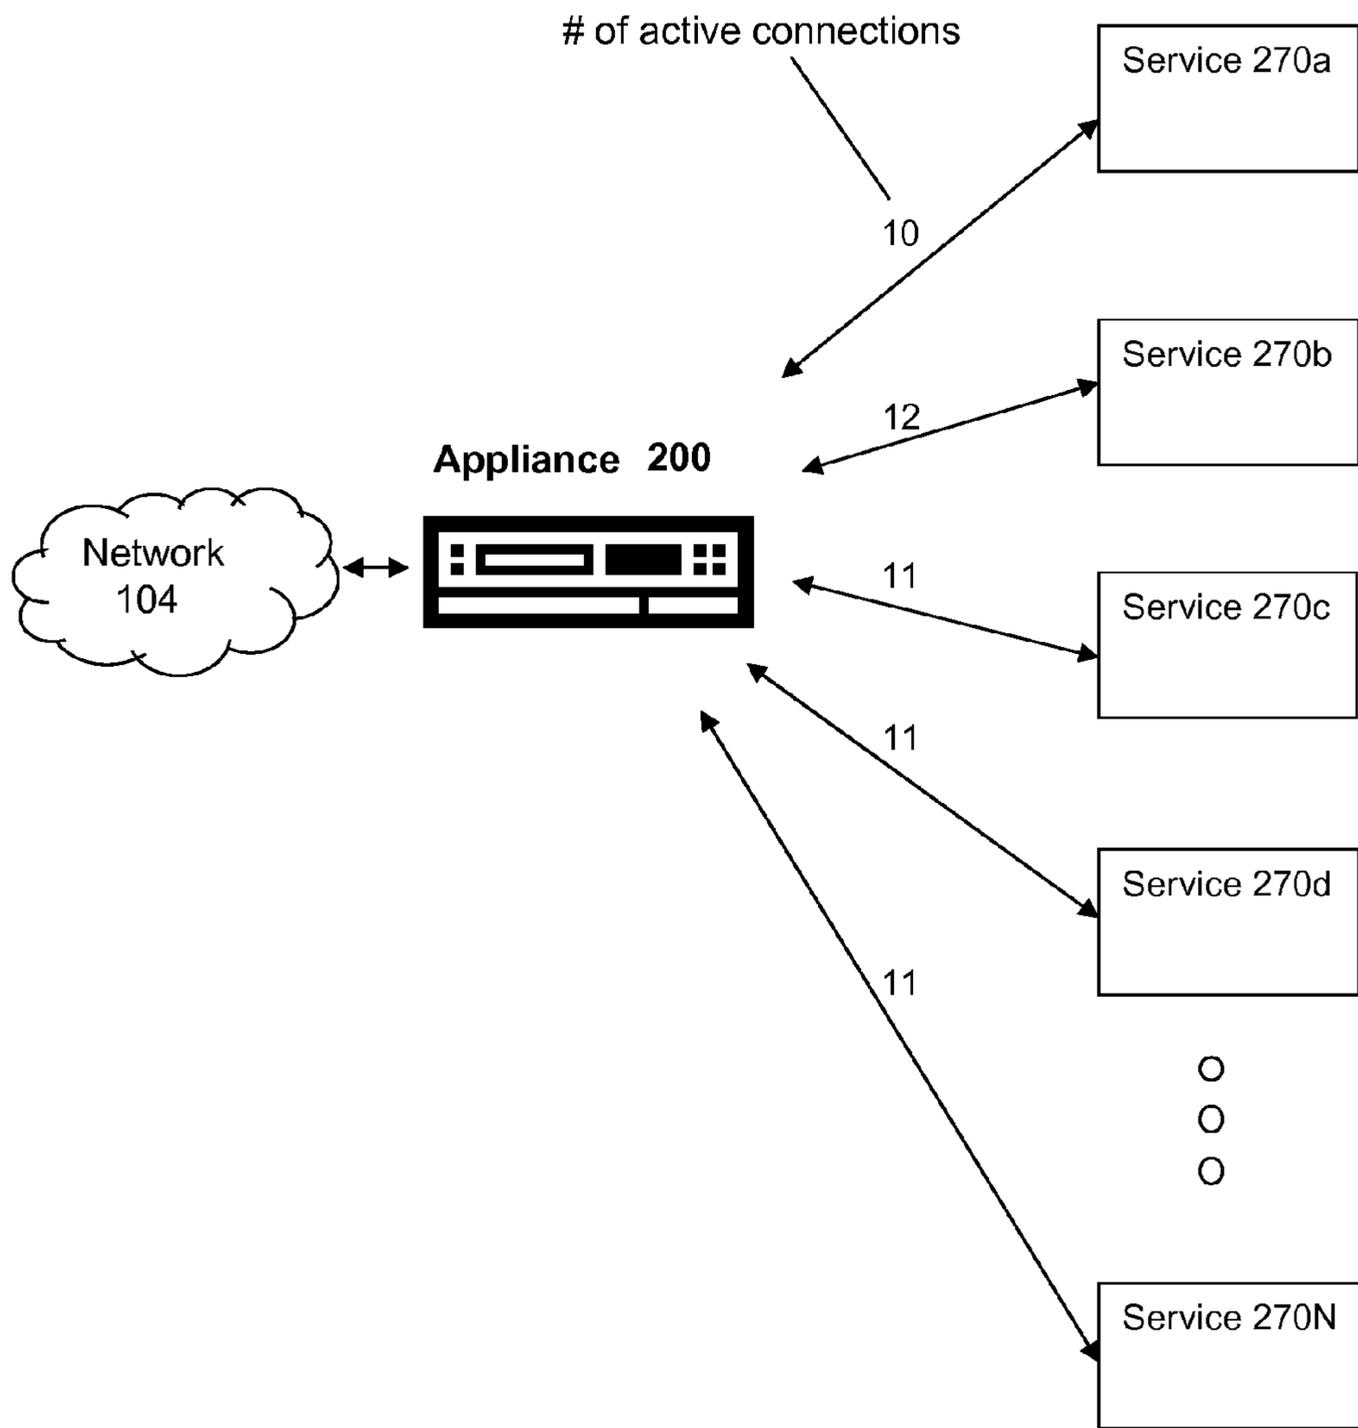 # of active connections
Service 270a
10
Service 270b
12
Appliance 200
Network
104
11
Service 270c
11
Service 270d
11
Service 270N